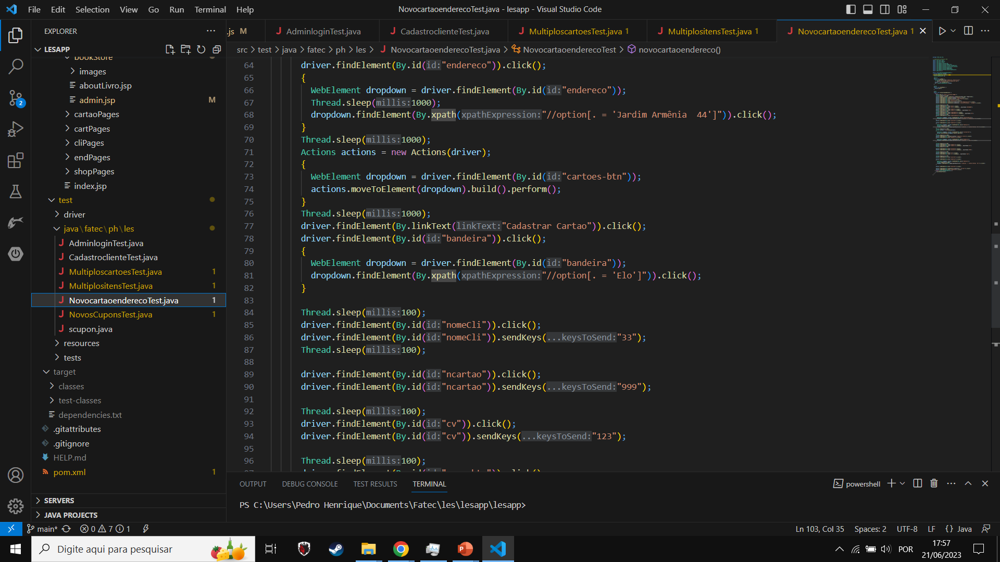 File Edit Selection View Go Run Terminal Help
NovocartaoenderecoTest.java - lesapp - Visual Studio Code
EXPLORER
.js M
AdminloginTest.java
CadastroclienteTest.java
MultiploscartoesTest.java 1
MultiplositensTest.java 1
NovocartaoenderecoTest.java 1
LESAPP
src > test > java > fatec > ph > les > NovocartaoenderecoTest.java > NovocartaoenderecoTest > novocartaoendereco()
bookStore
images
aboutLivro.jsp
admin.jsp M
cartaoPages
cartPages
cliPages
endPages
shopPages
index.jsp
test
driver
java\fatec\ph\les
AdminloginTest.java
CadastroclienteTest.java
MultiploscartoesTest.java 1
MultiplositensTest.java 1
NovocartaoenderecoTest.java 1
NovosCuponsTest.java 1
scupon.java
resources
tests
target
classes
test-classes
dependencies.txt
.gitattributes
.gitignore
HELP.md
pom.xml 1
SERVERS
JAVA PROJECTS
64 driver.findElement(By.id(id:"endereco")).click();
65 {
66 WebElement dropdown = driver.findElement(By.id(id:"endereco"));
67 Thread.sleep(millis:1000);
68 dropdown.findElement(By.xpath(xpathExpression:"//option[. = 'Jardim Armênia  44']")).click();
69 }
70 Thread.sleep(millis:1000);
71 Actions actions = new Actions(driver);
72 {
73 WebElement dropdown = driver.findElement(By.id(id:"cartoes-btn"));
74 actions.moveToElement(dropdown).build().perform();
75 }
76 Thread.sleep(millis:1000);
77 driver.findElement(By.linkText(linkText:"Cadastrar Cartao")).click();
78 driver.findElement(By.id(id:"bandeira")).click();
79 {
80 WebElement dropdown = driver.findElement(By.id(id:"bandeira"));
81 dropdown.findElement(By.xpath(xpathExpression:"//option[. = 'Elo']")).click();
82 }
83
84 Thread.sleep(millis:100);
85 driver.findElement(By.id(id:"nomeCli")).click();
86 driver.findElement(By.id(id:"nomeCli")).sendKeys(...keysToSend:"33");
87 Thread.sleep(millis:100);
88
89 driver.findElement(By.id(id:"ncartao")).click();
90 driver.findElement(By.id(id:"ncartao")).sendKeys(...keysToSend:"999");
91
92 Thread.sleep(millis:100);
93 driver.findElement(By.id(id:"cv")).click();
94 driver.findElement(By.id(id:"cv")).sendKeys(...keysToSend:"123");
95
96 Thread.sleep(millis:100);
OUTPUT DEBUG CONSOLE TEST RESULTS TERMINAL
powershell
PS C:\Users\Pedro Henrique\Documents\Fatec\les\lesapp\lesapp>
2
main* 0 7 1
Ln 103, Col 35 Spaces: 2 UTF-8 LF {} Java
Digite aqui para pesquisar
POR
17:57
21/06/2023